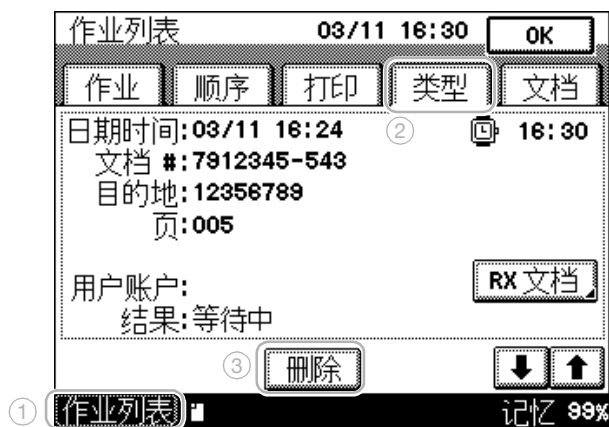 作业列表 03/11 16:30 OK
作业 顺序 打印 类型 文档
②
日期时间:03/11 16:24 16:30
文档 #:7912345-543
目的地:12356789
页:005
用户账户: RX 文档
结果:等待中
③ 删除
① 作业列表 记忆 99%